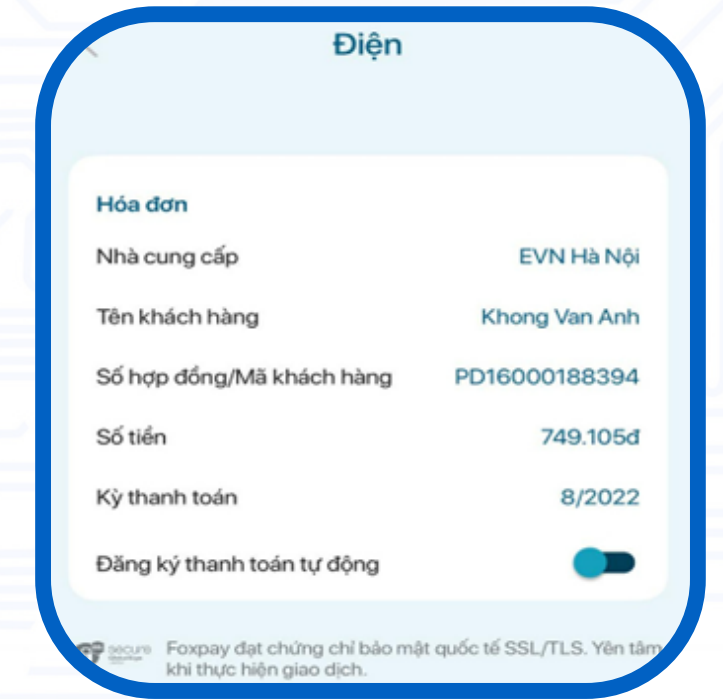 Điện
Hóa đơn
Nhà cung cấp EVN Hà Nội
Tên khách hàng Khong Van Anh
Số hợp đồng/Mã khách hàng PD16000188394
Số tiền 749.105đ
Kỳ thanh toán 8/2022
Đăng ký thanh toán tự động
secure Foxpay đạt chứng chỉ bảo mật quốc tế SSL/TLS. Yên tâm
khi thực hiện giao dịch.